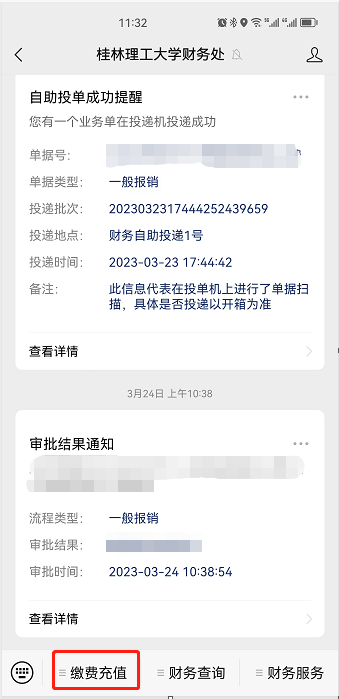 11:32
桂林理工大学财务处
自助投单成功提醒
您有一个业务单在投递机投递成功
单据号：
单据类型： 一般报销
投递批次： 2023032317444252439659
投递地点： 财务自助投递1号
投递时间： 2023-03-23 17:44:42
备注： 此信息代表在投单机上进行了单据扫
描，具体是否投递以开箱为准
查看详情
3月24日 上午10:38
审批结果通知
流程类型： 一般报销
审批结果：
审批时间： 2023-03-24 10:38:54
查看详情
缴费充值 财务查询 财务服务